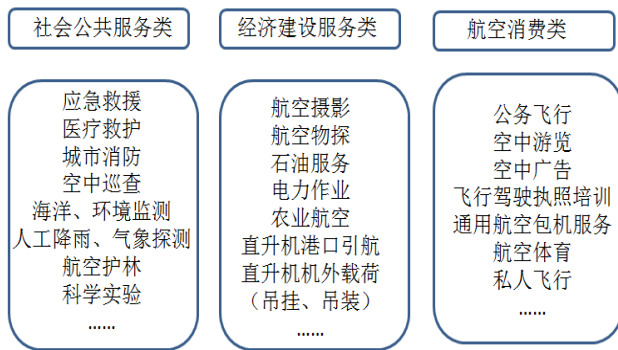 社会公共服务类
经济建设服务类
航空消费类
应急救援
医疗救护
城市消防
空中巡查
海洋、环境监测
人工降雨、气象探测
航空护林
科学实验
……
航空摄影
航空物探
石油服务
电力作业
农业航空
直升机港口引航
直升机机外载荷
（吊挂、吊装）
……
公务飞行
空中游览
空中广告
飞行驾驶执照培训
通用航空包机服务
航空体育
私人飞行
……